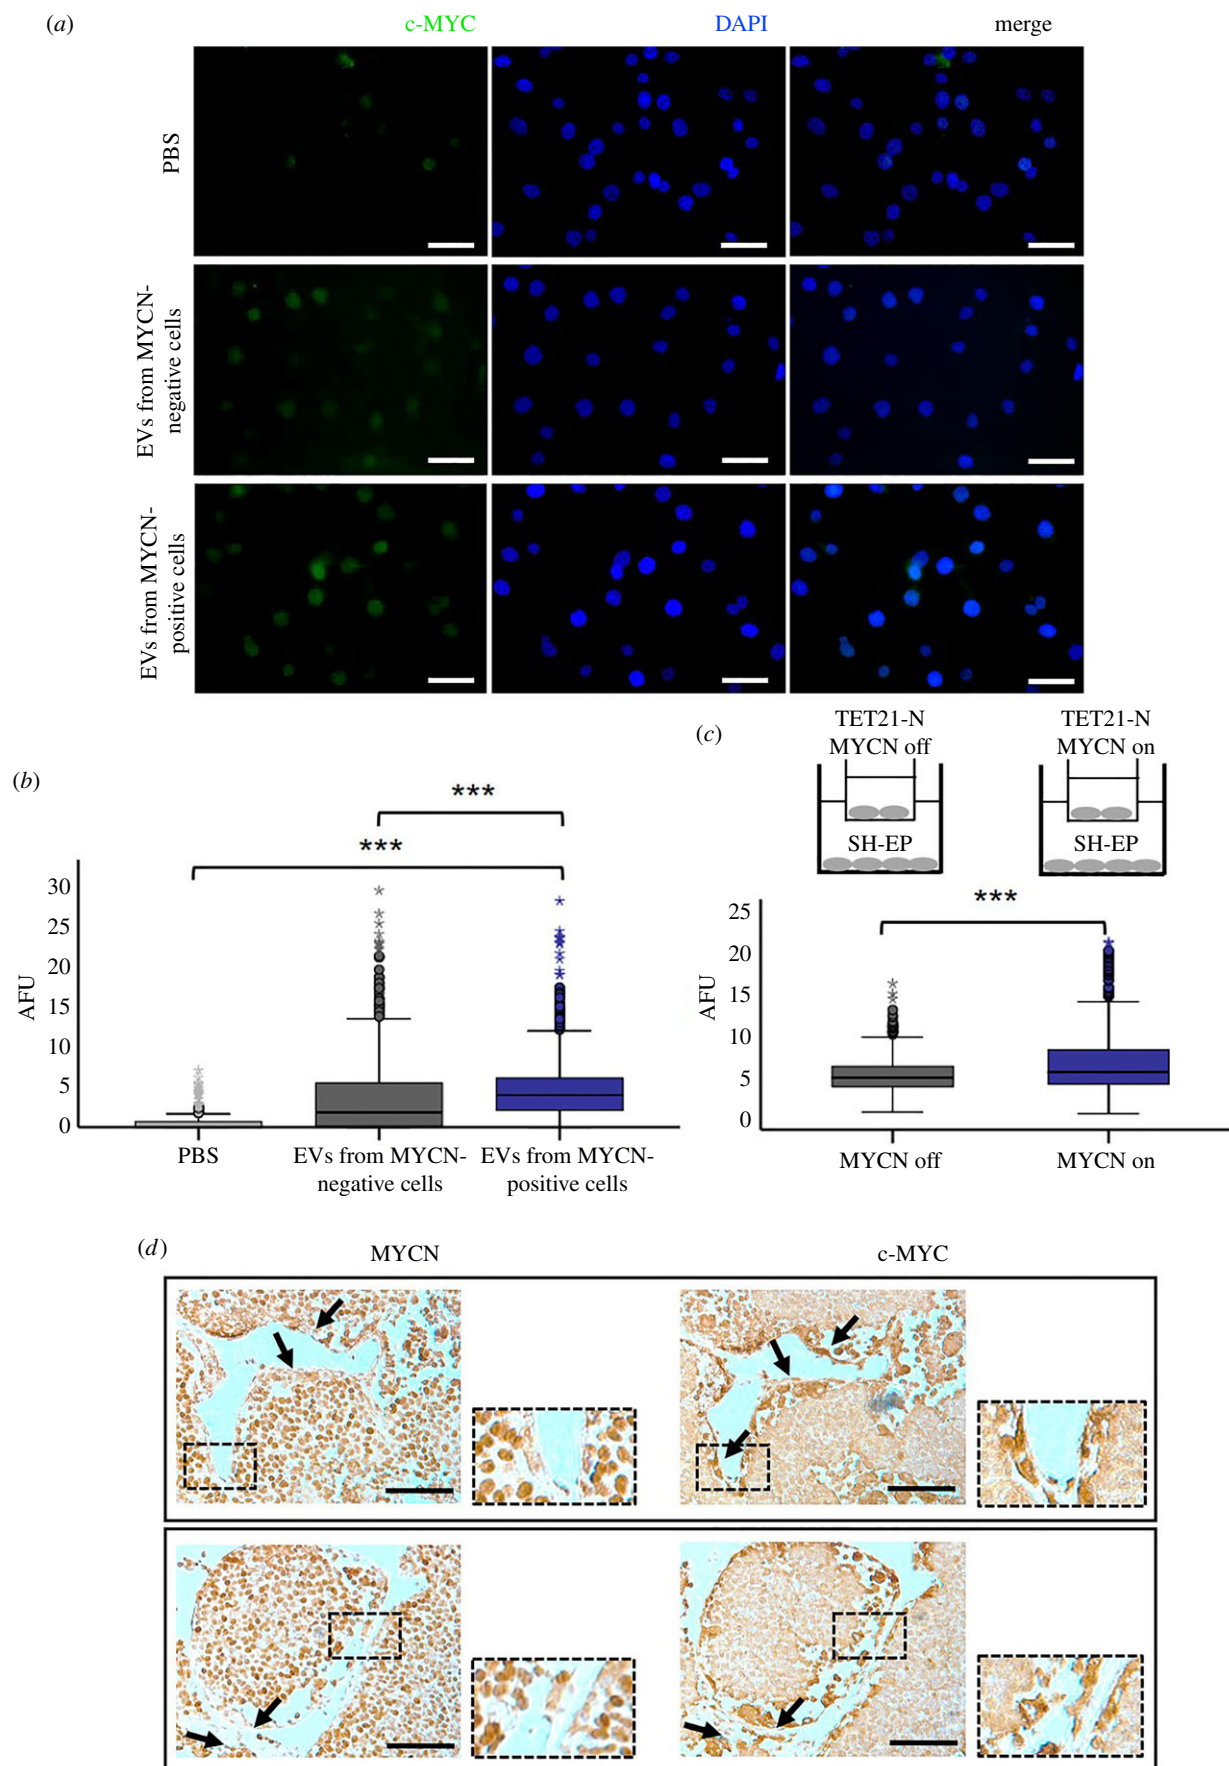 (a)
c-MYC
DAPI
merge
PBS
EVs from MYCN-
negative cells
EVs from MYCN-
positive cells
(b)
***
***
30
25
20
15
10
5
0
AFU
PBS
EVs from MYCN-
negative cells
EVs from MYCN-
positive cells
(c)
TET21-N
MYCN off
TET21-N
MYCN on
SH-EP
SH-EP
***
25
20
15
10
5
0
AFU
MYCN off
MYCN on
(d)
MYCN
c-MYC